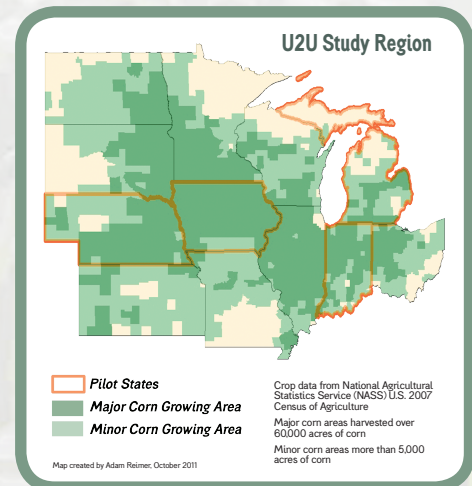 U2U Study Region
Pilot States
Major Corn Growing Area
Minor Corn Growing Area
Map created by Adam Reimer, October 2011
Crop data from National Agricultural
Statistics Service (NASS) U.S. 2007
Census of Agriculture
Major corn areas harvested over
60,000 acres of corn
Minor corn areas more than 5,000
acres of corn